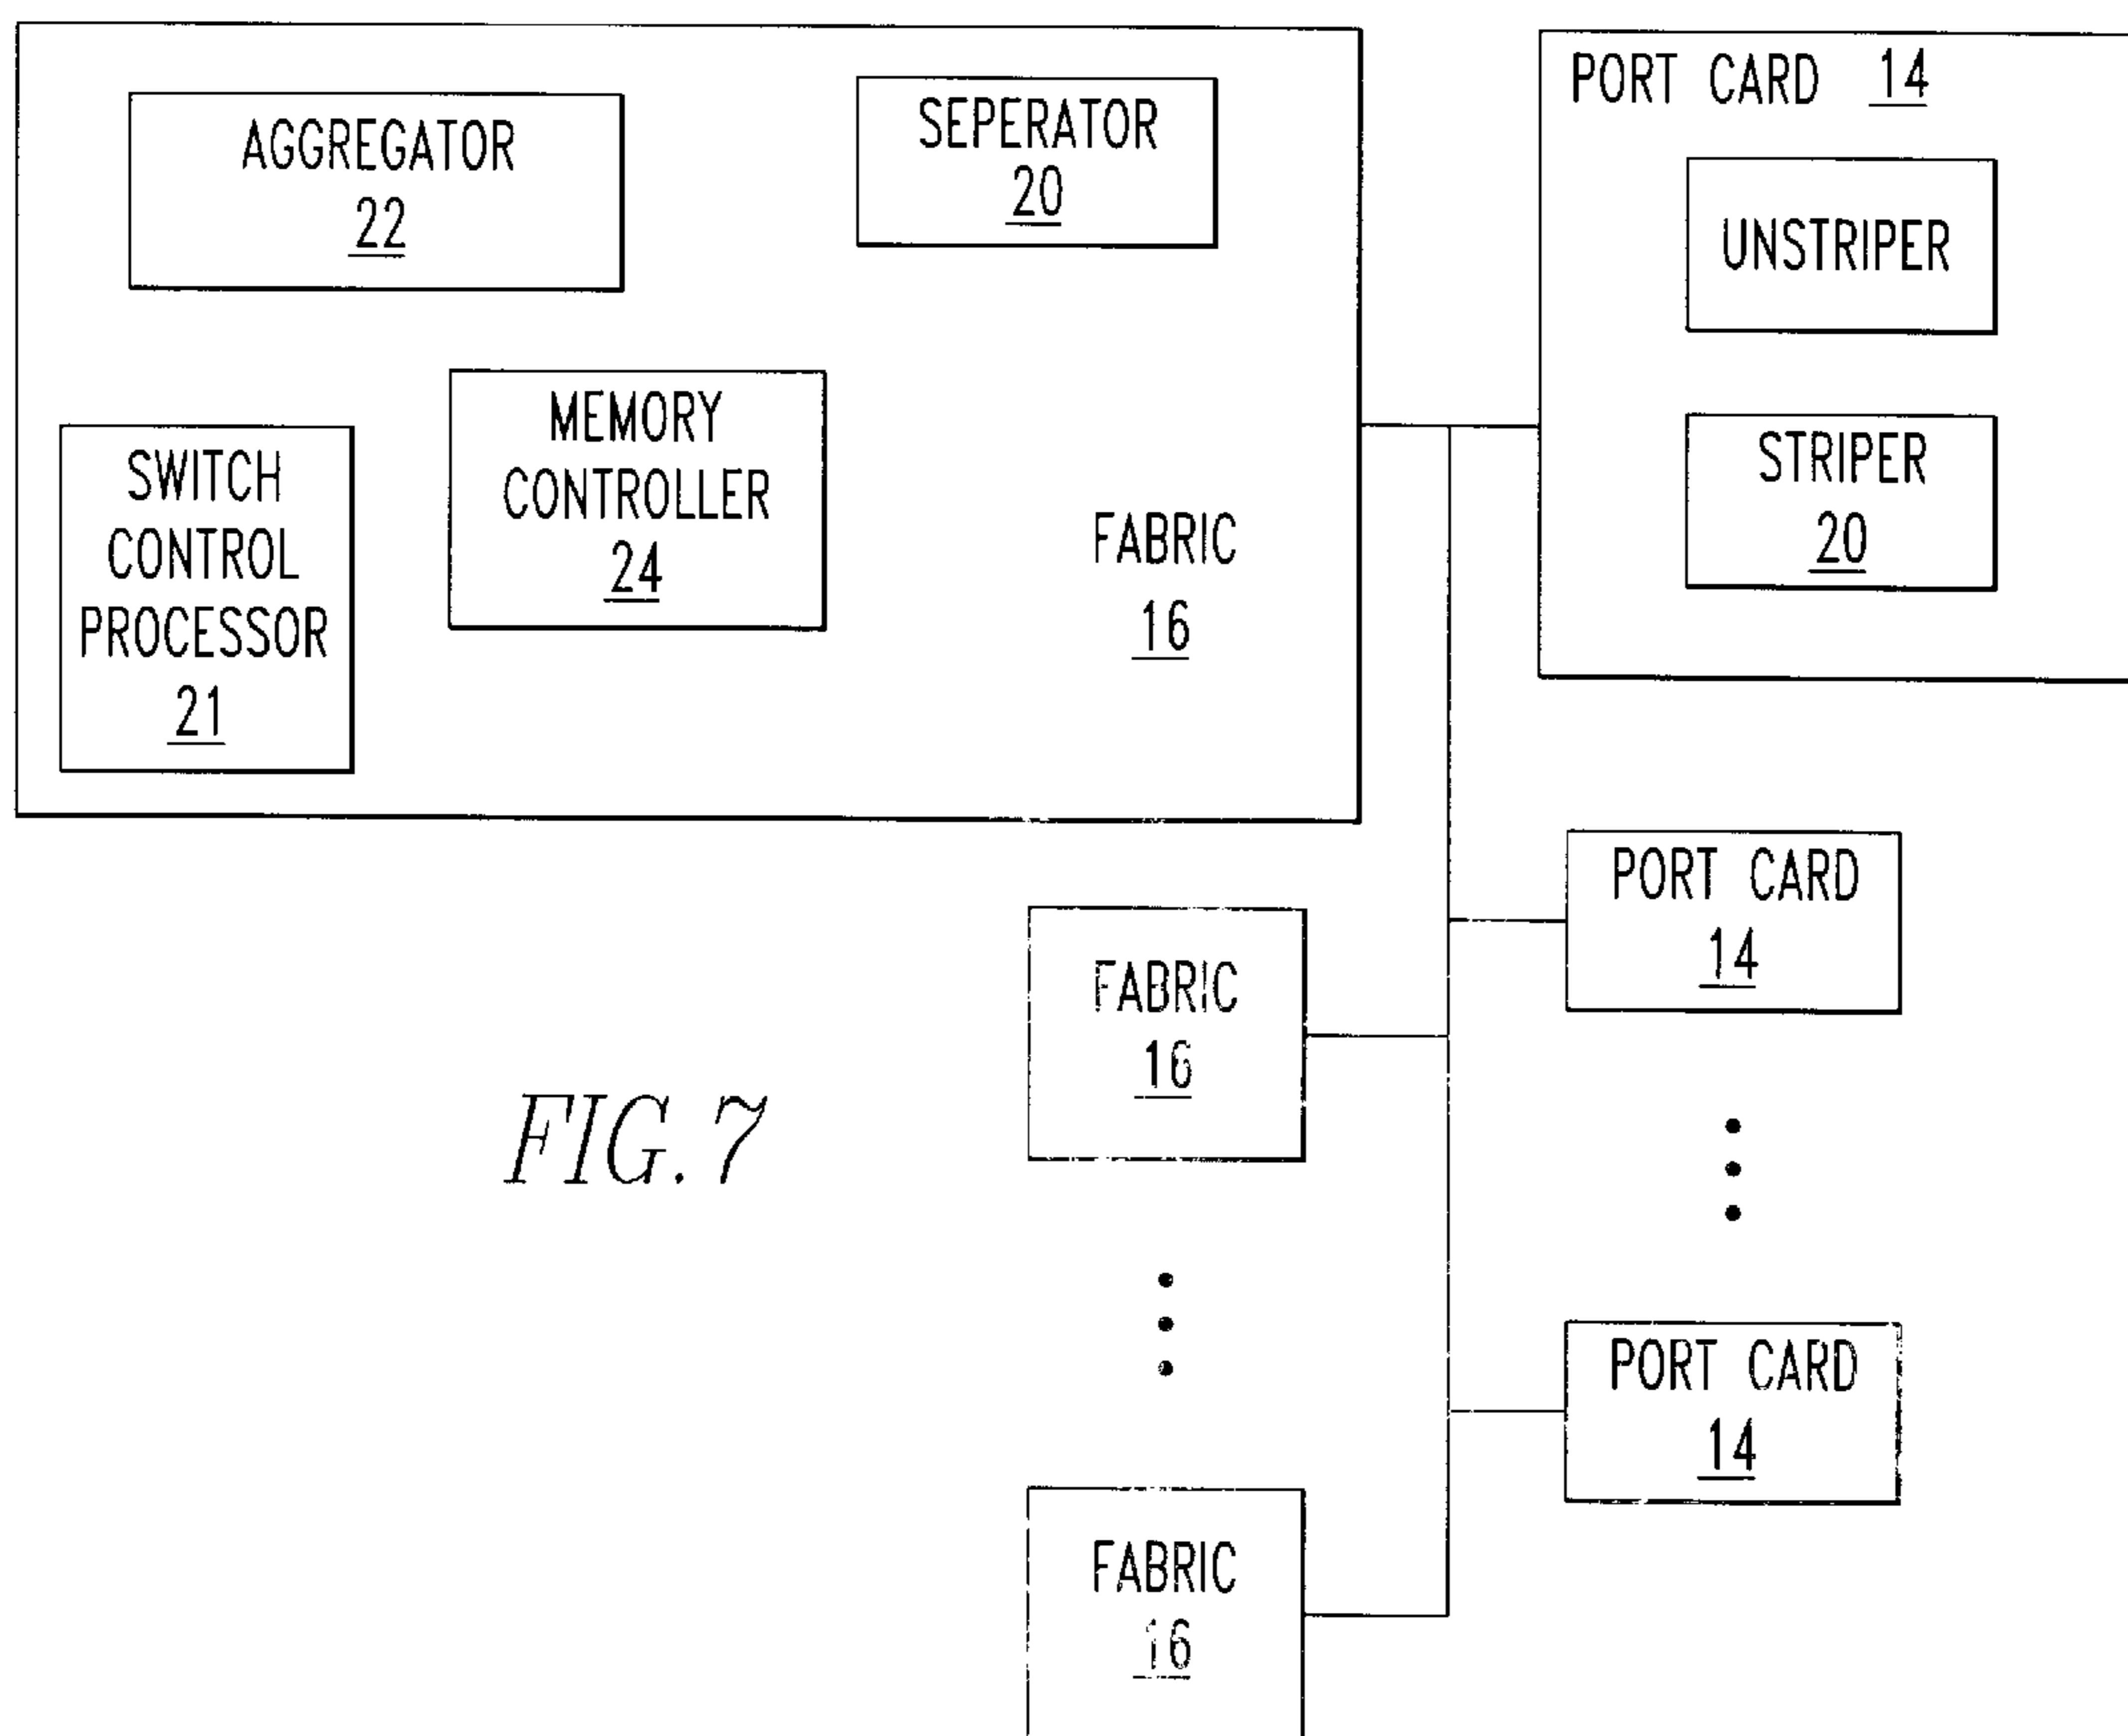 AGGREGATOR
22
SEPERATOR
20
SWITCH
CONTROL
PROCESSOR
21
MEMORY
CONTROLLER
24
FABRIC
16
PORT CARD 14
UNSTRIPER
STRIPER
20
PORT CARD
14
FABRIC
16
FIG. 7
PORT CARD
14
FABRIC
16